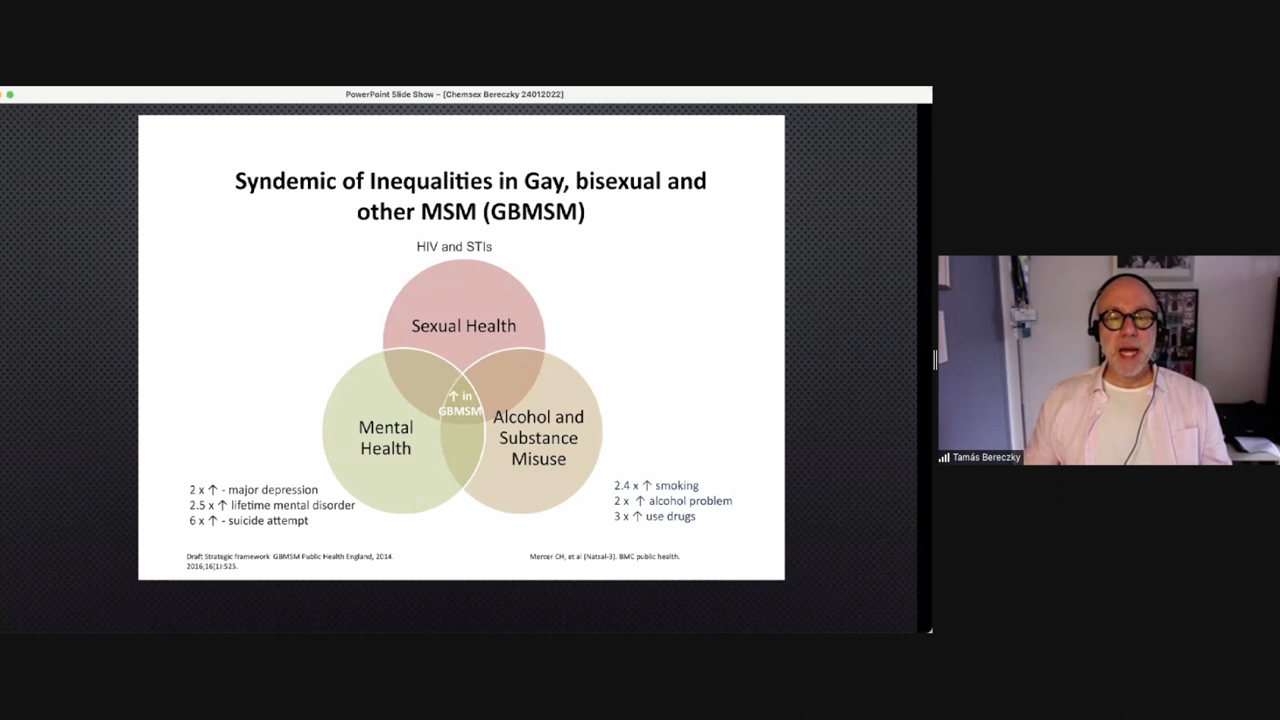 PowerPoint Slide Show – [Chemsex Bereczky 24012022]
Syndemic of Inequalities in Gay, bisexual and
other MSM (GBMSM)
HIV and STIs
Sexual Health
↑ in
GBMSM
Mental
Health
Alcohol and
Substance
Misuse
2 x ↑ - major depression
2.5 x ↑ lifetime mental disorder
6 x ↑ - suicide attempt
2.4 x ↑ smoking
2 x ↑ alcohol problem
3 x ↑ use drugs
Draft Strategic framework GBMSM Public Health England, 2014.
2016;16(1):525.
Mercer CH, et al (Natsal-3). BMC public health.
Tamás Bereczky